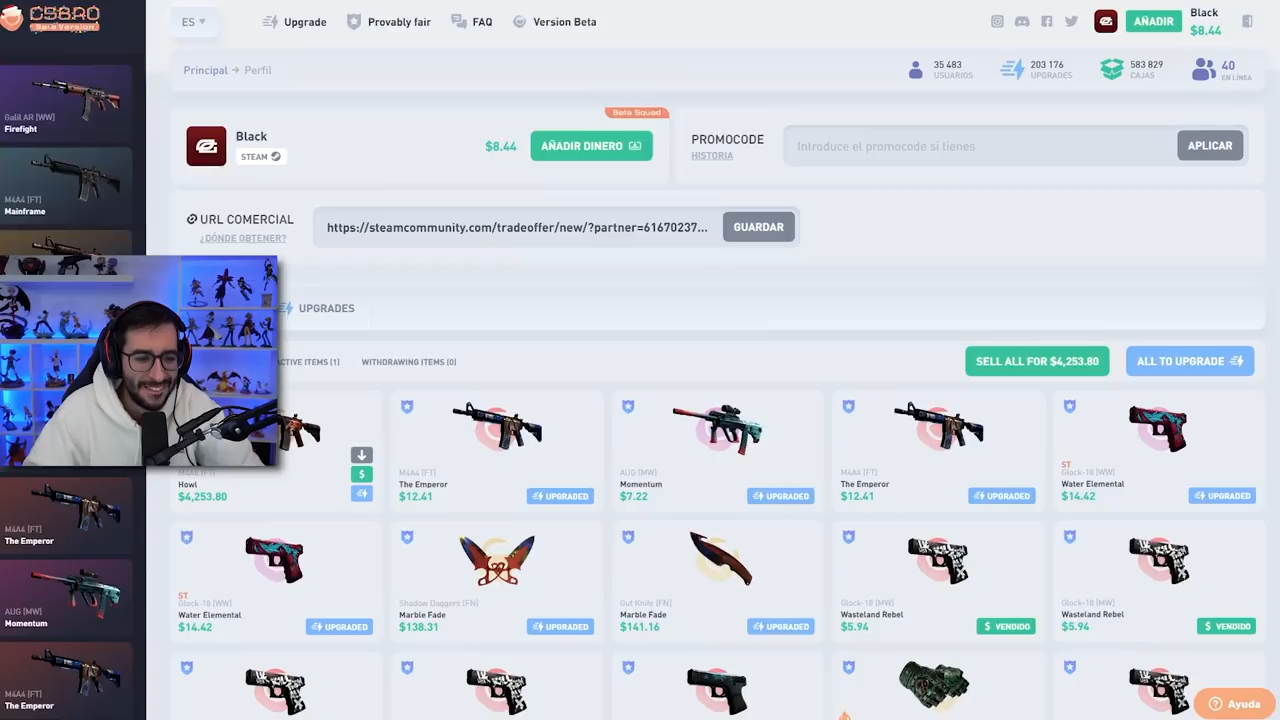 CSBRO
Beta Version
ES
Upgrade
Provably fair
FAQ
Version Beta
AÑADIR
Black
$8.44
Principal → Perfil
35 483
USUARIOS
203 176
UPGRADES
583 829
CAJAS
40
EN LÍNEA
Galil AR [WW]
Firefight
M4A4 [FT]
Mainframe
Beta Squad
Black
STEAM
$8.44
AÑADIR DINERO
PROMOCODE
HISTORIA
Introduce el promocode si tienes
APLICAR
URL COMERCIAL
¿DÓNDE OBTENER?
https://steamcommunity.com/tradeoffer/new/?partner=61670237...
GUARDAR
UPGRADES
ACTIVE ITEMS (1)
WITHDRAWING ITEMS (0)
SELL ALL FOR $4,253.80
ALL TO UPGRADE
Howl
$4,253.80
$
M4A4 [FT]
The Emperor
$12.41
UPGRADED
AUG [MW]
Momentum
$7.22
UPGRADED
M4A4 [FT]
The Emperor
$12.41
UPGRADED
ST
Glock-18 [WW]
Water Elemental
$14.42
UPGRADED
ST
Glock-18 [WW]
Water Elemental
$14.42
UPGRADED
Shadow Daggers [FN]
Marble Fade
$138.31
UPGRADED
Gut Knife [FN]
Marble Fade
$141.16
UPGRADED
Glock-18 [MW]
Wasteland Rebel
$5.94
$ VENDIDO
Glock-18 [MW]
Wasteland Rebel
$5.94
$ VENDIDO
M4A4 [FT]
The Emperor
AUG [MW]
Momentum
M4A4 [FT]
The Emperor
Ayuda